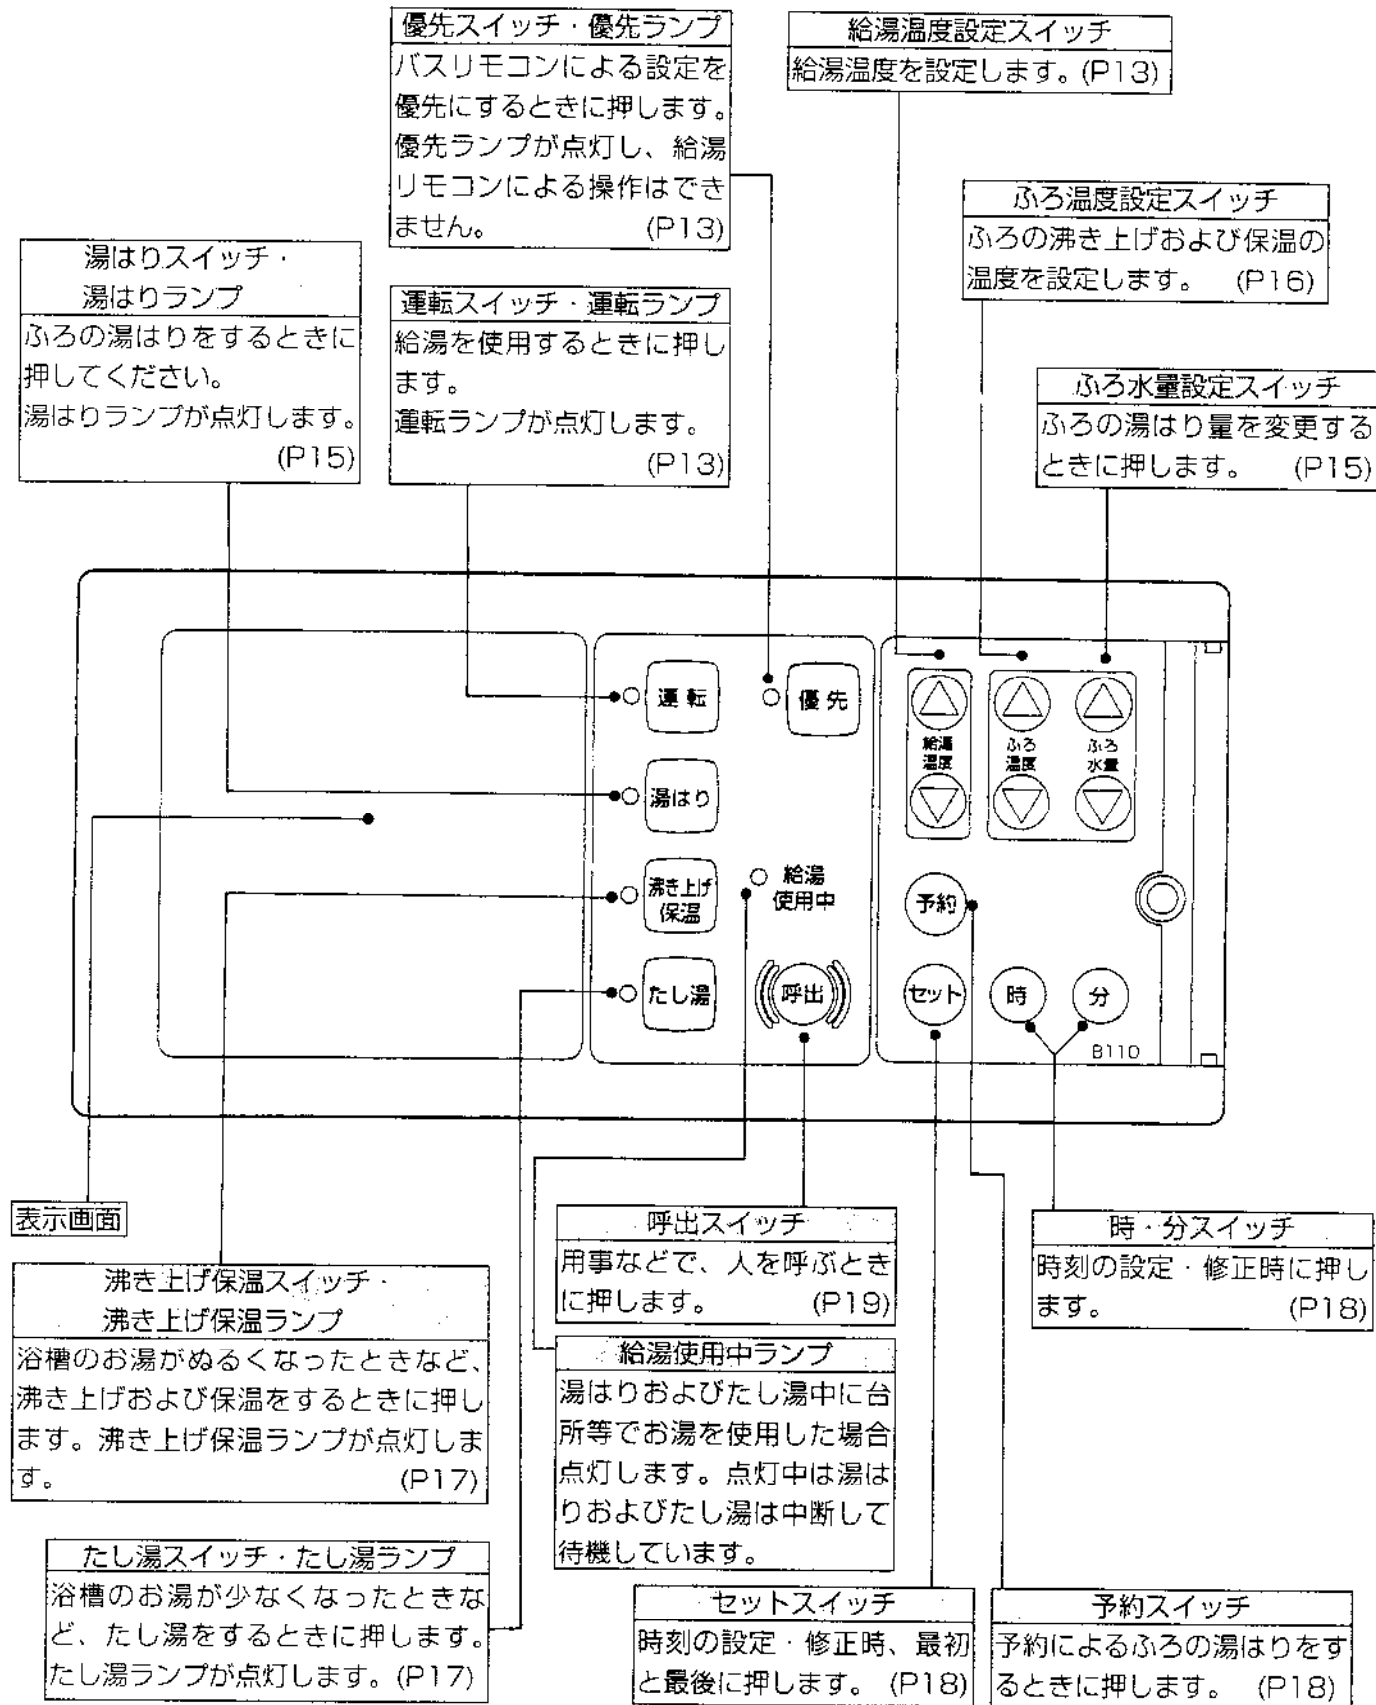 優先スイッチ・優先ランプ
バスリモコンによる設定を
優先にするときに押します。
優先ランプが点灯し、給湯
リモコンによる操作はでき
ません。 (P13)
給湯温度設定スイッチ
給湯温度を設定します。(P13)
ふろ温度設定スイッチ
ふろの沸き上げおよび保温の
温度を設定します。 (P16)
湯はりスイッチ・
湯はりランプ
ふろの湯はりをするときに
押してください。
湯はりランプが点灯します。
(P15)
運転スイッチ・運転ランプ
給湯を使用するときに押し
ます。
運転ランプが点灯します。
(P13)
ふろ水量設定スイッチ
ふろの湯はり量を変更する
ときに押します。 (P15)
運転
優先
湯はり
沸き上げ
保温
給湯
使用中
たし湯
呼出
給湯
温度
ふろ
温度
ふろ
水量
予約
セット
時
分
B110
表示画面
沸き上げ保温スイッチ・
沸き上げ保温ランプ
浴槽のお湯がぬるくなったときなど、
沸き上げおよび保温をするときに押し
ます。沸き上げ保温ランプが点灯しま
す。 (P17)
たし湯スイッチ・たし湯ランプ
浴槽のお湯が少なくなったときな
ど、たし湯をするときに押します。
たし湯ランプが点灯します。(P17)
呼出スイッチ
用事などで、人を呼ぶとき
に押します。 (P19)
給湯使用中ランプ
湯はりおよびたし湯中に台
所等でお湯を使用した場合
点灯します。点灯中は湯は
りおよびたし湯は中断して
待機しています。
時・分スイッチ
時刻の設定・修正時に押し
ます。 (P18)
セットスイッチ
時刻の設定・修正時、最初
と最後に押します。 (P18)
予約スイッチ
予約によるふろの湯はりをす
るときに押します。 (P18)